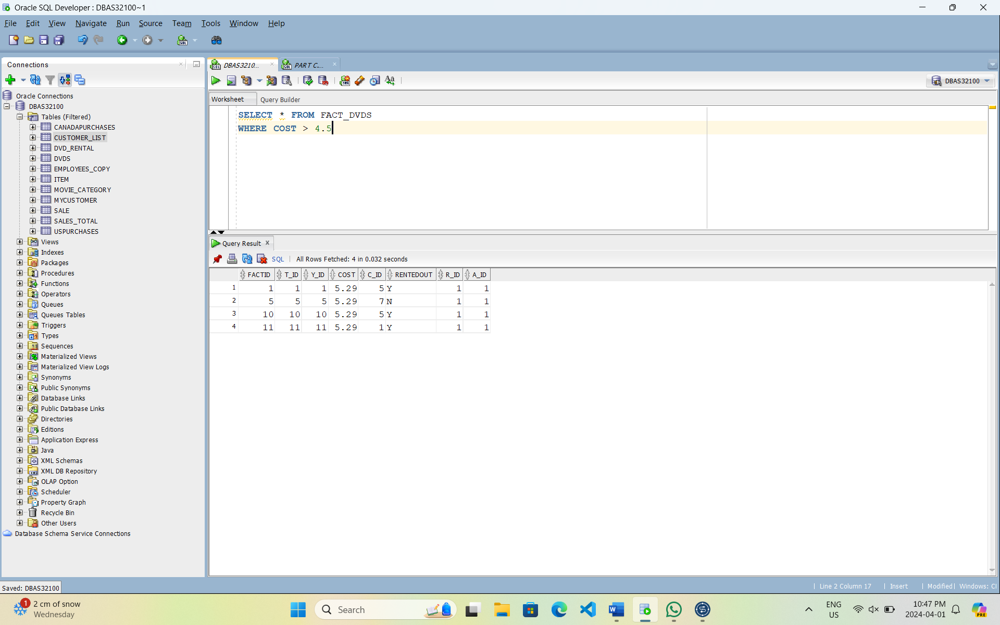 Oracle SQL Developer : DBAS32100~1
File Edit View Navigate Run Source Team Tools Window Help
Connections
Oracle Connections
DBAS32100
Tables (Filtered)
CANADAPURCHASES
CUSTOMER_LIST
DVD_RENTAL
DVDS
EMPLOYEES_COPY
ITEM
MOVIE_CATEGORY
MYCUSTOMER
SALE
SALES_TOTAL
USPURCHASES
Views
Indexes
Packages
Procedures
Functions
Operators
Queues
Queues Tables
Triggers
Types
Sequences
Materialized Views
Materialized View Logs
Synonyms
Public Synonyms
Database Links
Public Database Links
Directories
Editions
Application Express
Java
XML Schemas
XML DB Repository
OLAP Option
Scheduler
Property Graph
Recycle Bin
Other Users
Database Schema Service Connections
DBAS3210... PART C....
DBAS32100
Worksheet Query Builder
SELECT * FROM FACT_DVDS
WHERE COST > 4.5
Query Result
SQL All Rows Fetched: 4 in 0.032 seconds
FACTID T_ID Y_ID COST C_ID RENTEDOUT R_ID A_ID
1 1 1 1 5.29 5 Y 1 1
2 5 5 5 5.29 7 N 1 1
3 10 10 10 5.29 5 Y 1 1
4 11 11 11 5.29 1 Y 1 1
Saved: DBAS32100
Line 2 Column 17 Insert Modified Windows: Cl
1
2 cm of snow
Wednesday
Search
ENG
US
10:47 PM
2024-04-01
PRE